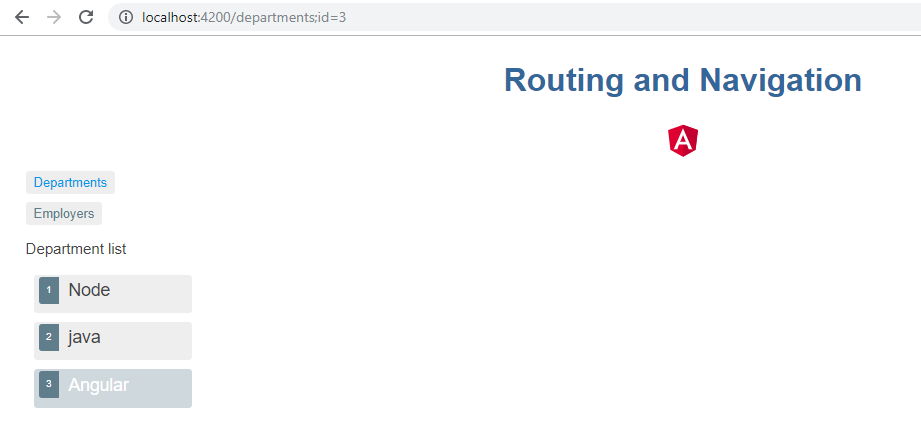 localhost:4200/departments;id=3
Routing and Navigation
A
Departments
Employers
Department list
1 Node
2 java
3 Angular